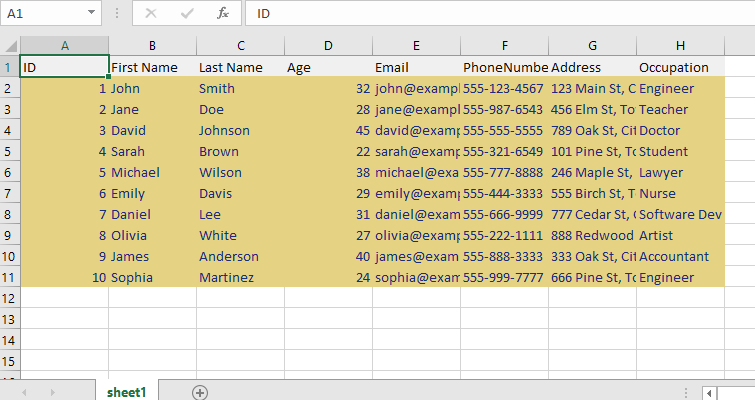 A1 fx ID
A B C D E F G H
1 ID First Name Last Name Age Email PhoneNumbe Address Occupation
2 1 John Smith 32 john@exampl 555-123-4567 123 Main St, C Engineer
3 2 Jane Doe 28 jane@exampl 555-987-6543 456 Elm St, To Teacher
4 3 David Johnson 45 david@exam 555-555-5555 789 Oak St, Cit Doctor
5 4 Sarah Brown 22 sarah@exam 555-321-6549 101 Pine St, To Student
6 5 Michael Wilson 38 michael@exa 555-777-8888 246 Maple St, Lawyer
7 6 Emily Davis 29 emily@exam 555-444-3333 555 Birch St, T Nurse
8 7 Daniel Lee 31 daniel@exam 555-666-9999 777 Cedar St, Software Dev
9 8 Olivia White 27 olivia@exam 555-222-1111 888 Redwood Artist
10 9 James Anderson 40 james@exam 555-888-3333 333 Oak St, Cit Accountant
11 10 Sophia Martinez 24 sophia@exam 555-999-7777 666 Pine St, To Engineer
12
13
14
15
sheet1